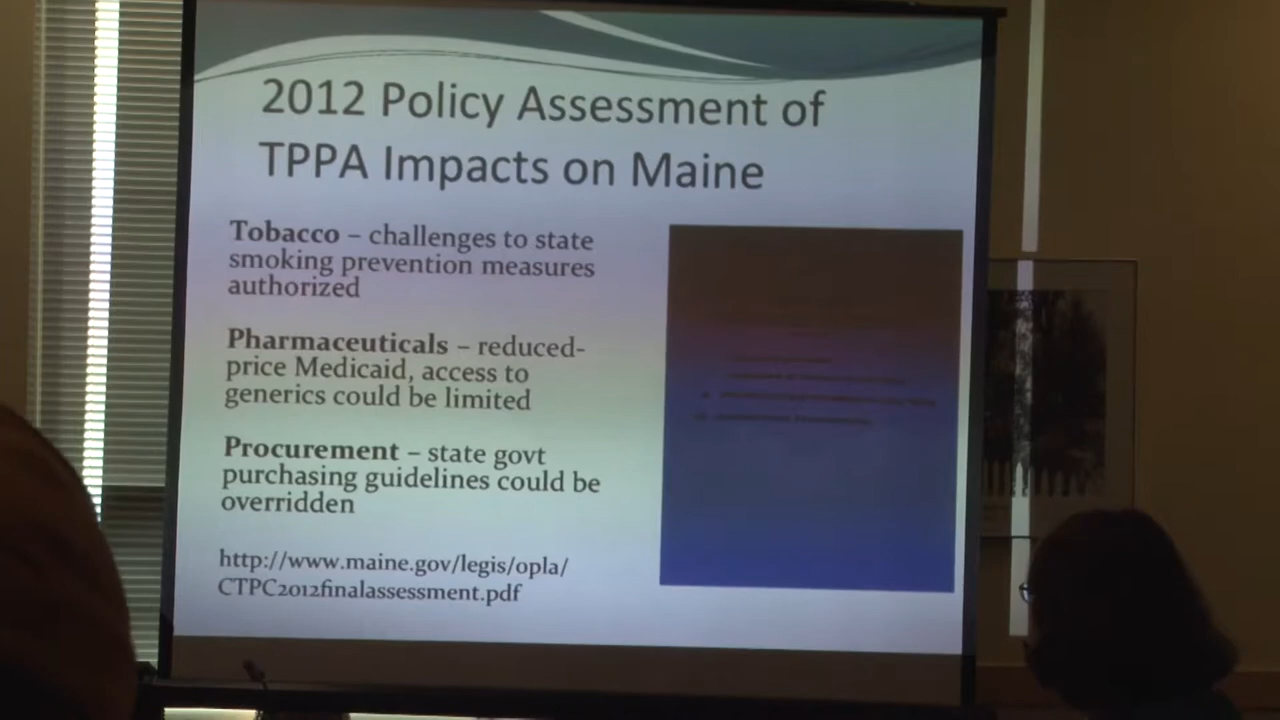 2012 Policy Assessment of
TPPA Impacts on Maine
Tobacco – challenges to state
smoking prevention measures
authorized
Pharmaceuticals – reduced-
price Medicaid, access to
generics could be limited
Procurement – state govt
purchasing guidelines could be
overridden
http://www.maine.gov/legis/opla/
CTPC2012finalassessment.pdf